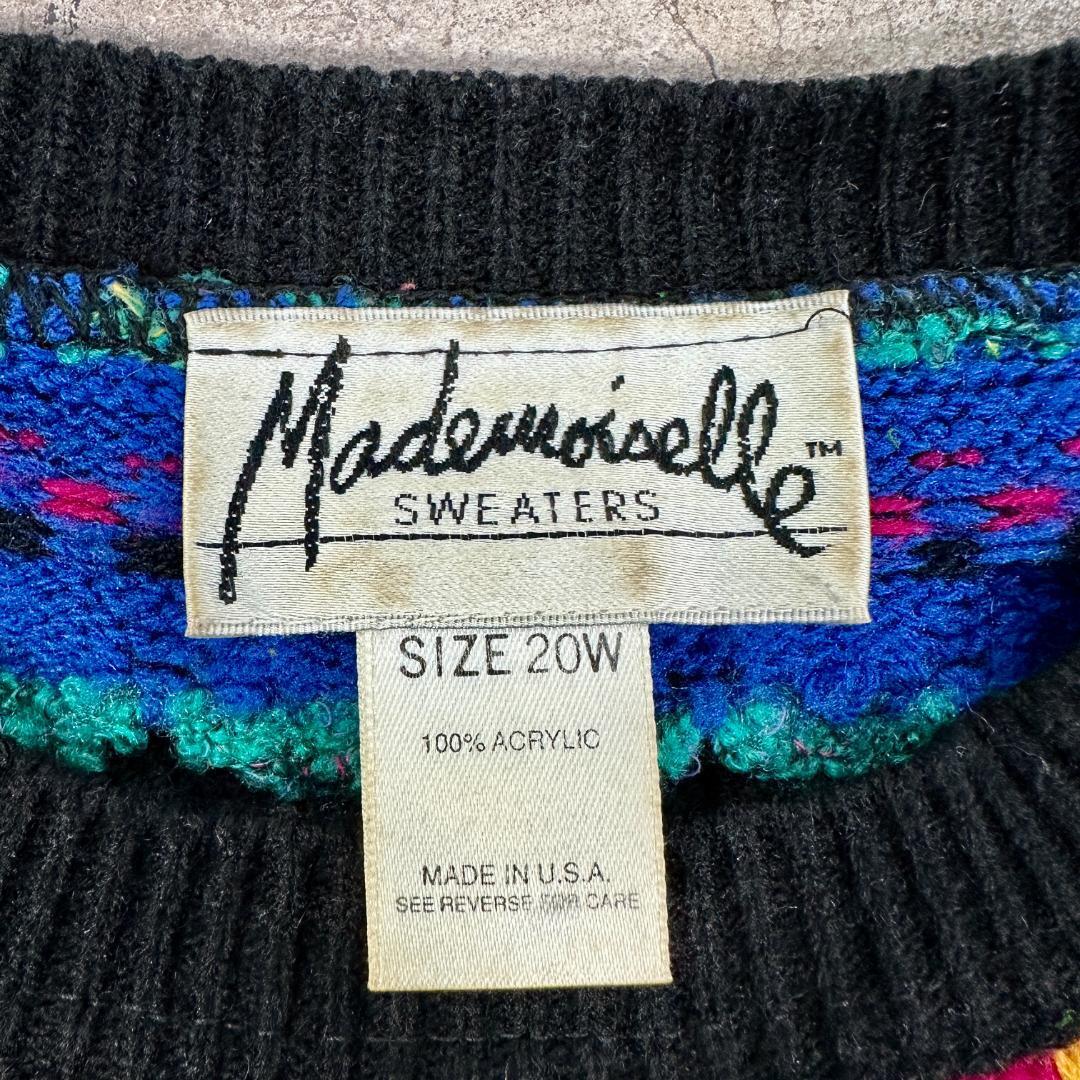 Mademoiselle™
SWEATERS
SIZE 20W
100% ACRYLIC
MADE IN U.S.A.
SEE REVERSE FOR CARE